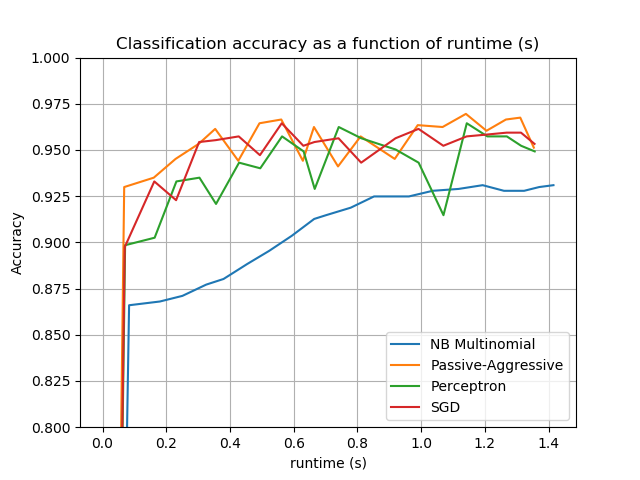 Classification accuracy as a function of runtime (s)
1.000
0.975
0.950
0.925
0.900
0.875
0.850
0.825
0.800
Accuracy
NB Multinomial
Passive-Aggressive
Perceptron
SGD
0.0 0.2 0.4 0.6 0.8 1.0 1.2 1.4
runtime (s)